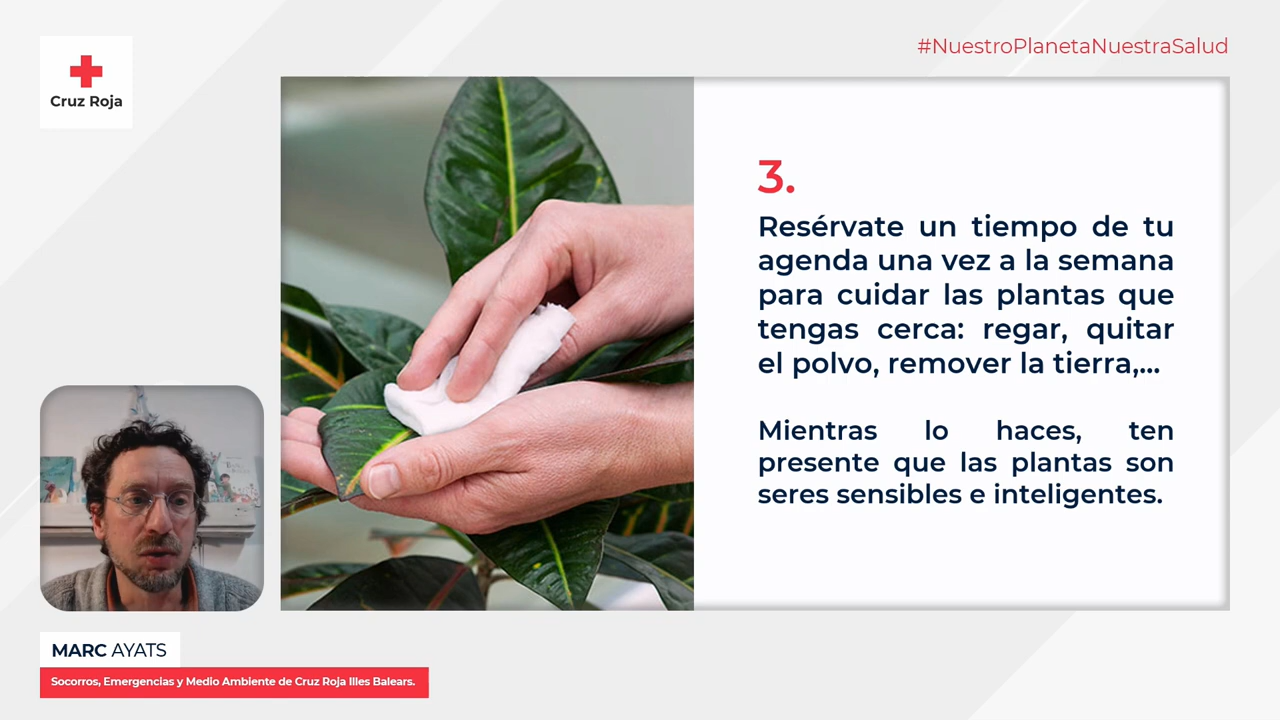 #NuestroPlanetaNuestraSalud
Cruz Roja
3.
Resérvate un tiempo de tu
agenda una vez a la semana
para cuidar las plantas que
tengas cerca: regar, quitar
el polvo, remover la tierra,...
Mientras lo haces, ten
presente que las plantas son
seres sensibles e inteligentes.
MARC AYATS
Socorros, Emergencias y Medio Ambiente de Cruz Roja Illes Balears.